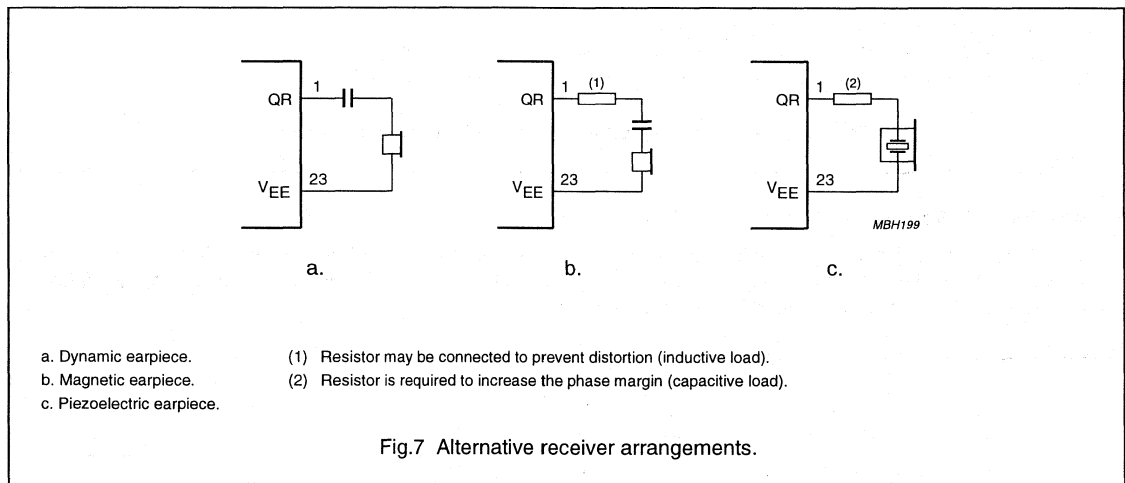 1
QR
VEE
23
a.
1
(1)
QR
VEE
23
b.
1
(2)
QR
VEE
23
MBH199
c.
a. Dynamic earpiece.
b. Magnetic earpiece.
c. Piezoelectric earpiece.
(1) Resistor may be connected to prevent distortion (inductive load).
(2) Resistor is required to increase the phase margin (capacitive load).
Fig.7 Alternative receiver arrangements.